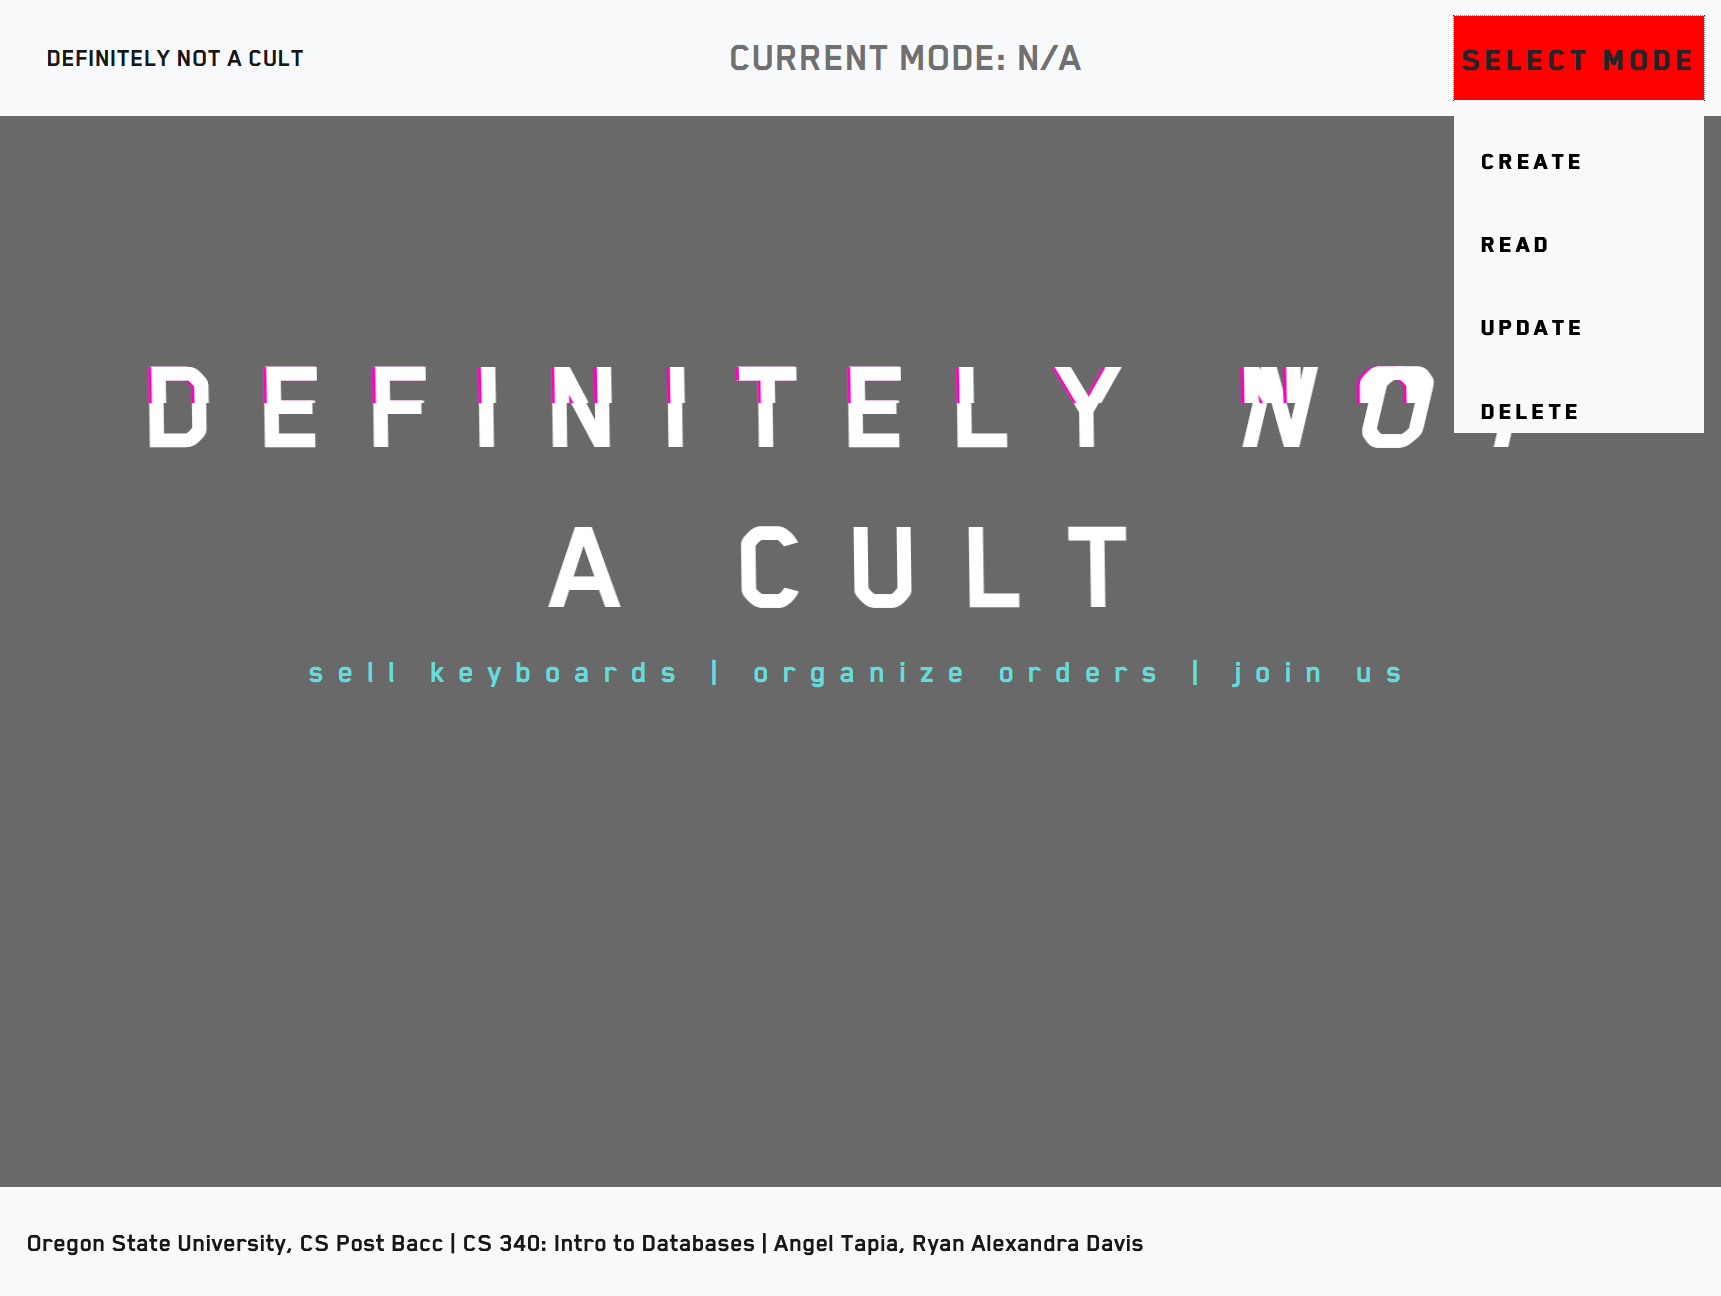 DEFINITELY NOT A CULT
CURRENT MODE: N/A
SELECT MODE
CREATE
READ
UPDATE
DELETE
DEFINITELY NO
A CULT
sell keyboards | organize orders | join us
Oregon State University, CS Post Bacc | CS 340: Intro to Databases | Angel Tapia, Ryan Alexandra Davis